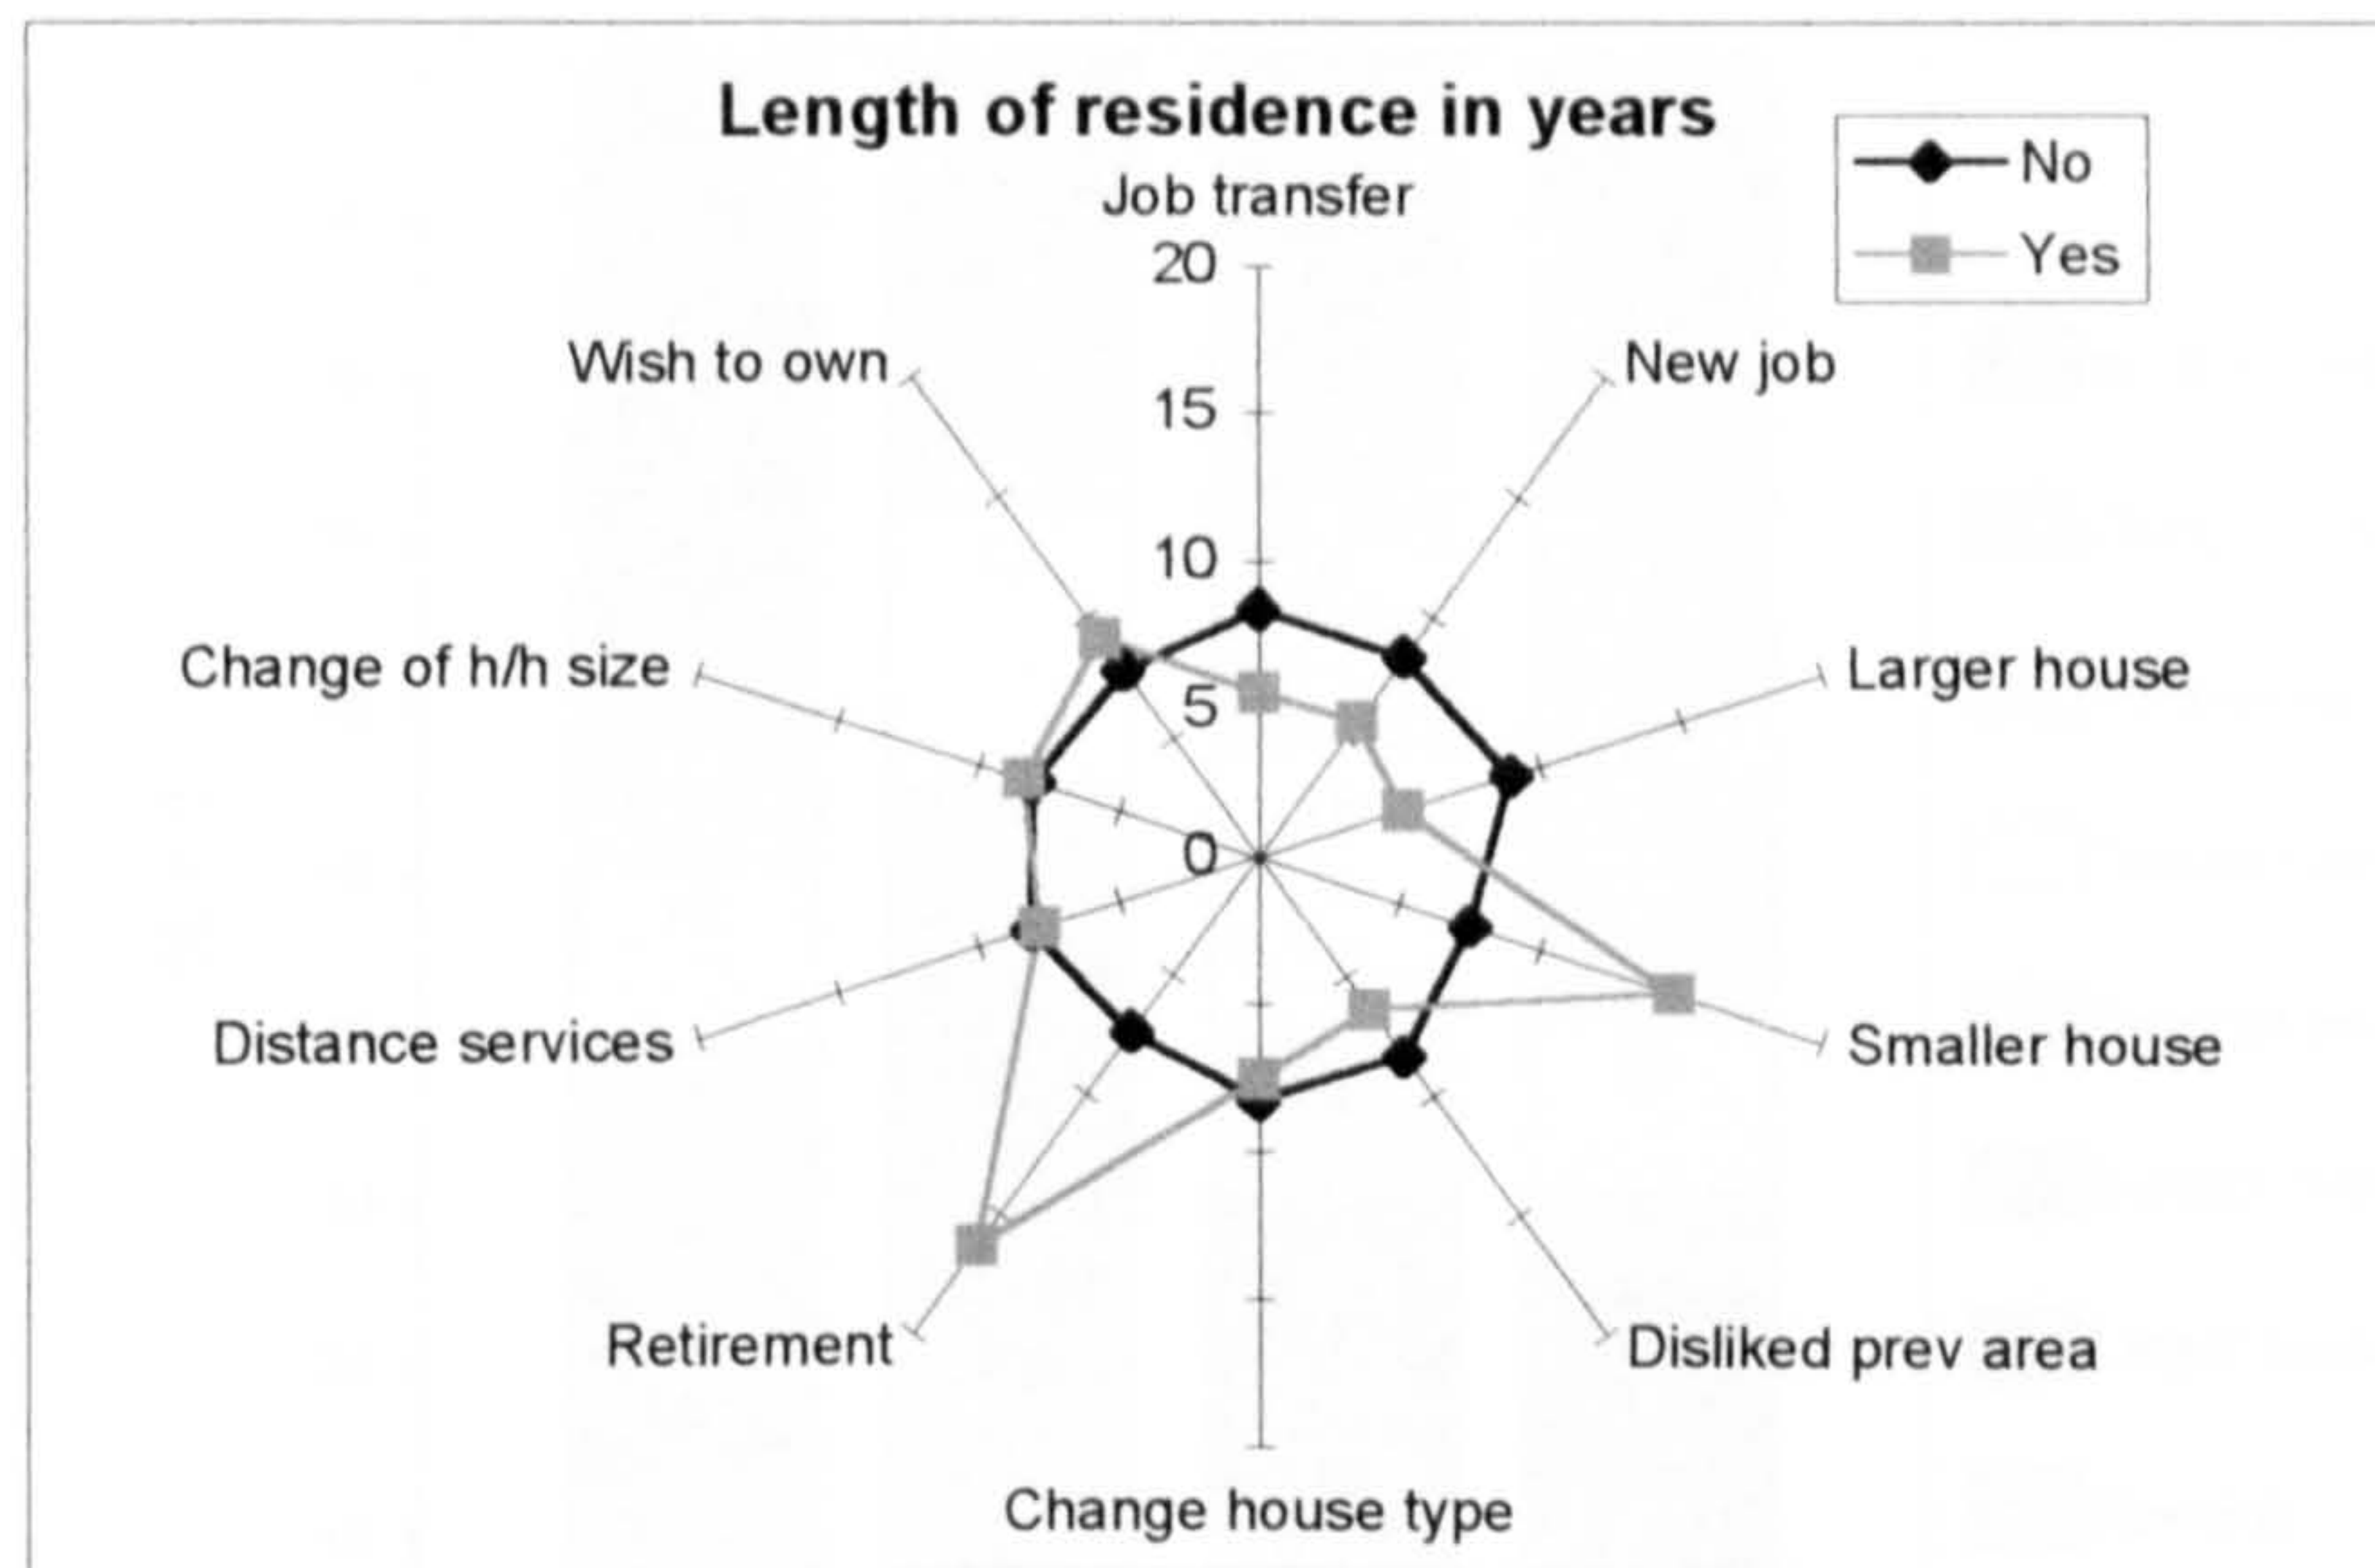 Length of residence in years
No
Yes
Job transfer
20
15
10
5
0
New job
Larger house
Smaller house
Disliked prev area
Change house type
Retirement
Distance services
Change of h/h size
Wish to own